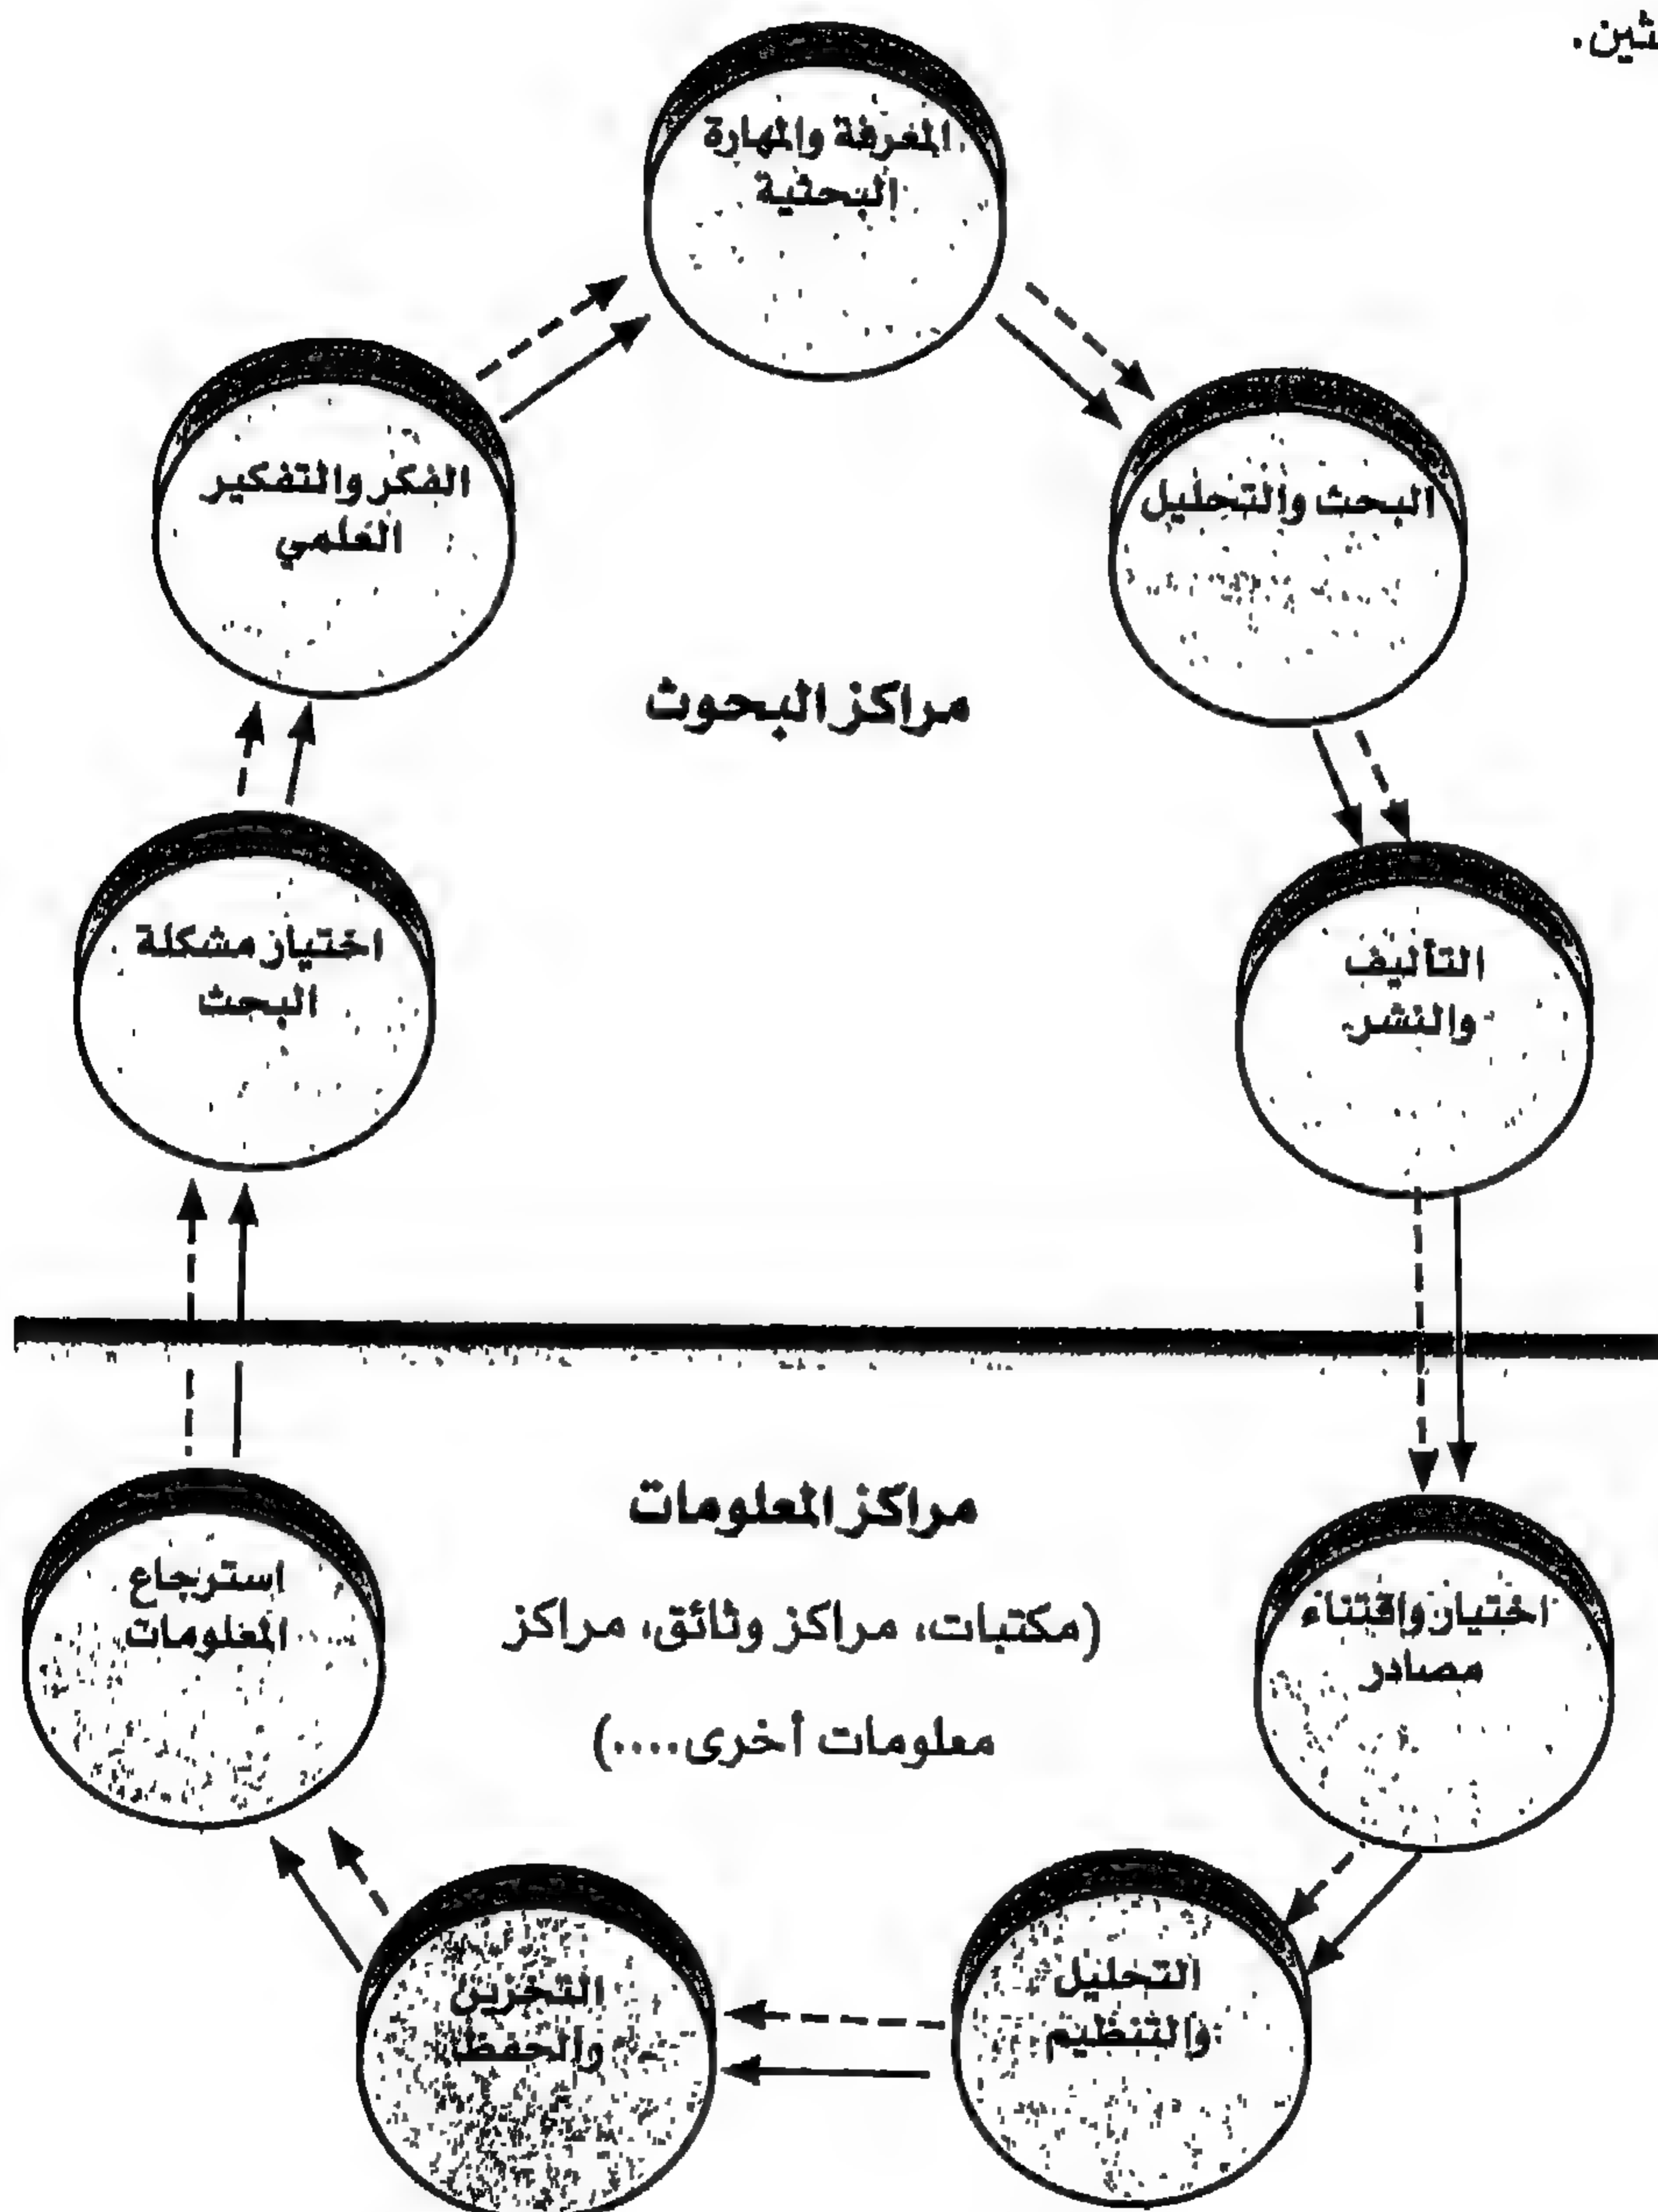 المعرفة والمهارة
البحثية
الفكر والتفكير
العلمي
البحث والتحليل
مراكز البحوث
اختيار مشكلة
البحث
التأليف
والنشر
مراكز المعلومات
(مكتبات، مراكز وثائق، مراكز
معلومات أخرى....)
استرجاع
المعلومات
اختيار واقتناء
مصادر
التحليل
والتنظيم
التخزين
والحفظ